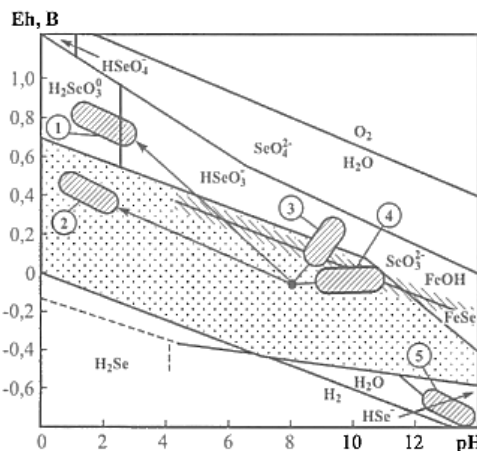 Eh, В
HSeO₄⁻
1,0
H₂SeO₃⁰
0,8
1
O₂
0,6
SeO₄²⁻
H₂O
HSeO₃⁻
3
4
0,4
2
0,2
SeO₃²⁻
FeOH
0
FeSe
-0,2
-0,4
5
H₂Se
H₂O
-0,6
H₂
HSe⁻
0
2
4
6
8
10
12
pH